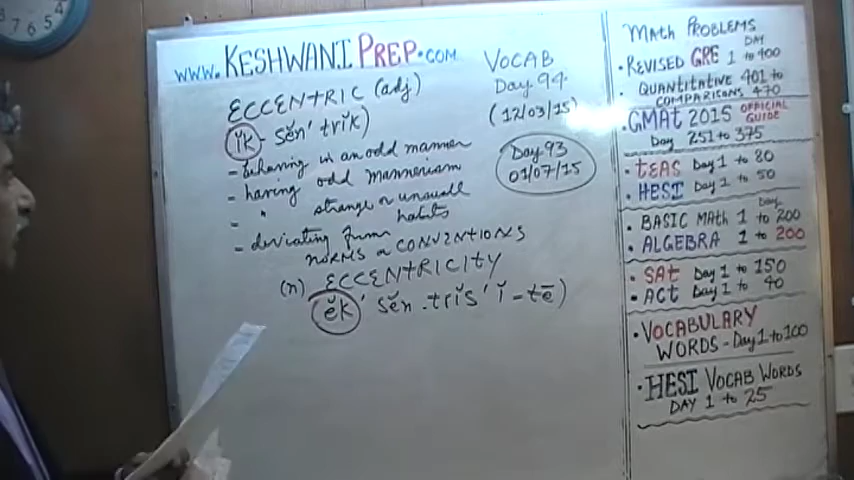 www.KESHWANI PREP.COM
ECCENTRIC (adj)
ĭk - sĕn' trĭk)
- behaving in an odd manner
- having odd mannerism
- " strange or unusual
habits
- deviating from
NORMS or CONVENTIONS
(n) ECCENTRICITY
ĕk' sĕn - trĭs' ĭ - tē)
VOCAB
Day 94
(12/03/15)
Day 93
01/07/15
MATH PROBLEMS
DAY
• REVISED GRE 1 to 400
• QUANTITATIVE 401 to
COMPARISONS 470
• GMAT 2015 OFFICIAL
GUIDE
Day 251 to 375
• TEAS Day 1 to 80
• HESI Day 1 to 50
Day
• BASIC MATH 1 to 200
• ALGEBRA 1 to 200
• SAT Day 1 to 150
• ACT Day 1 to 40
• VOCABULARY
WORDS - Day 1 to 100
• HESI VOCAB WORDS
DAY 1 to 25
4
5
6
7
8